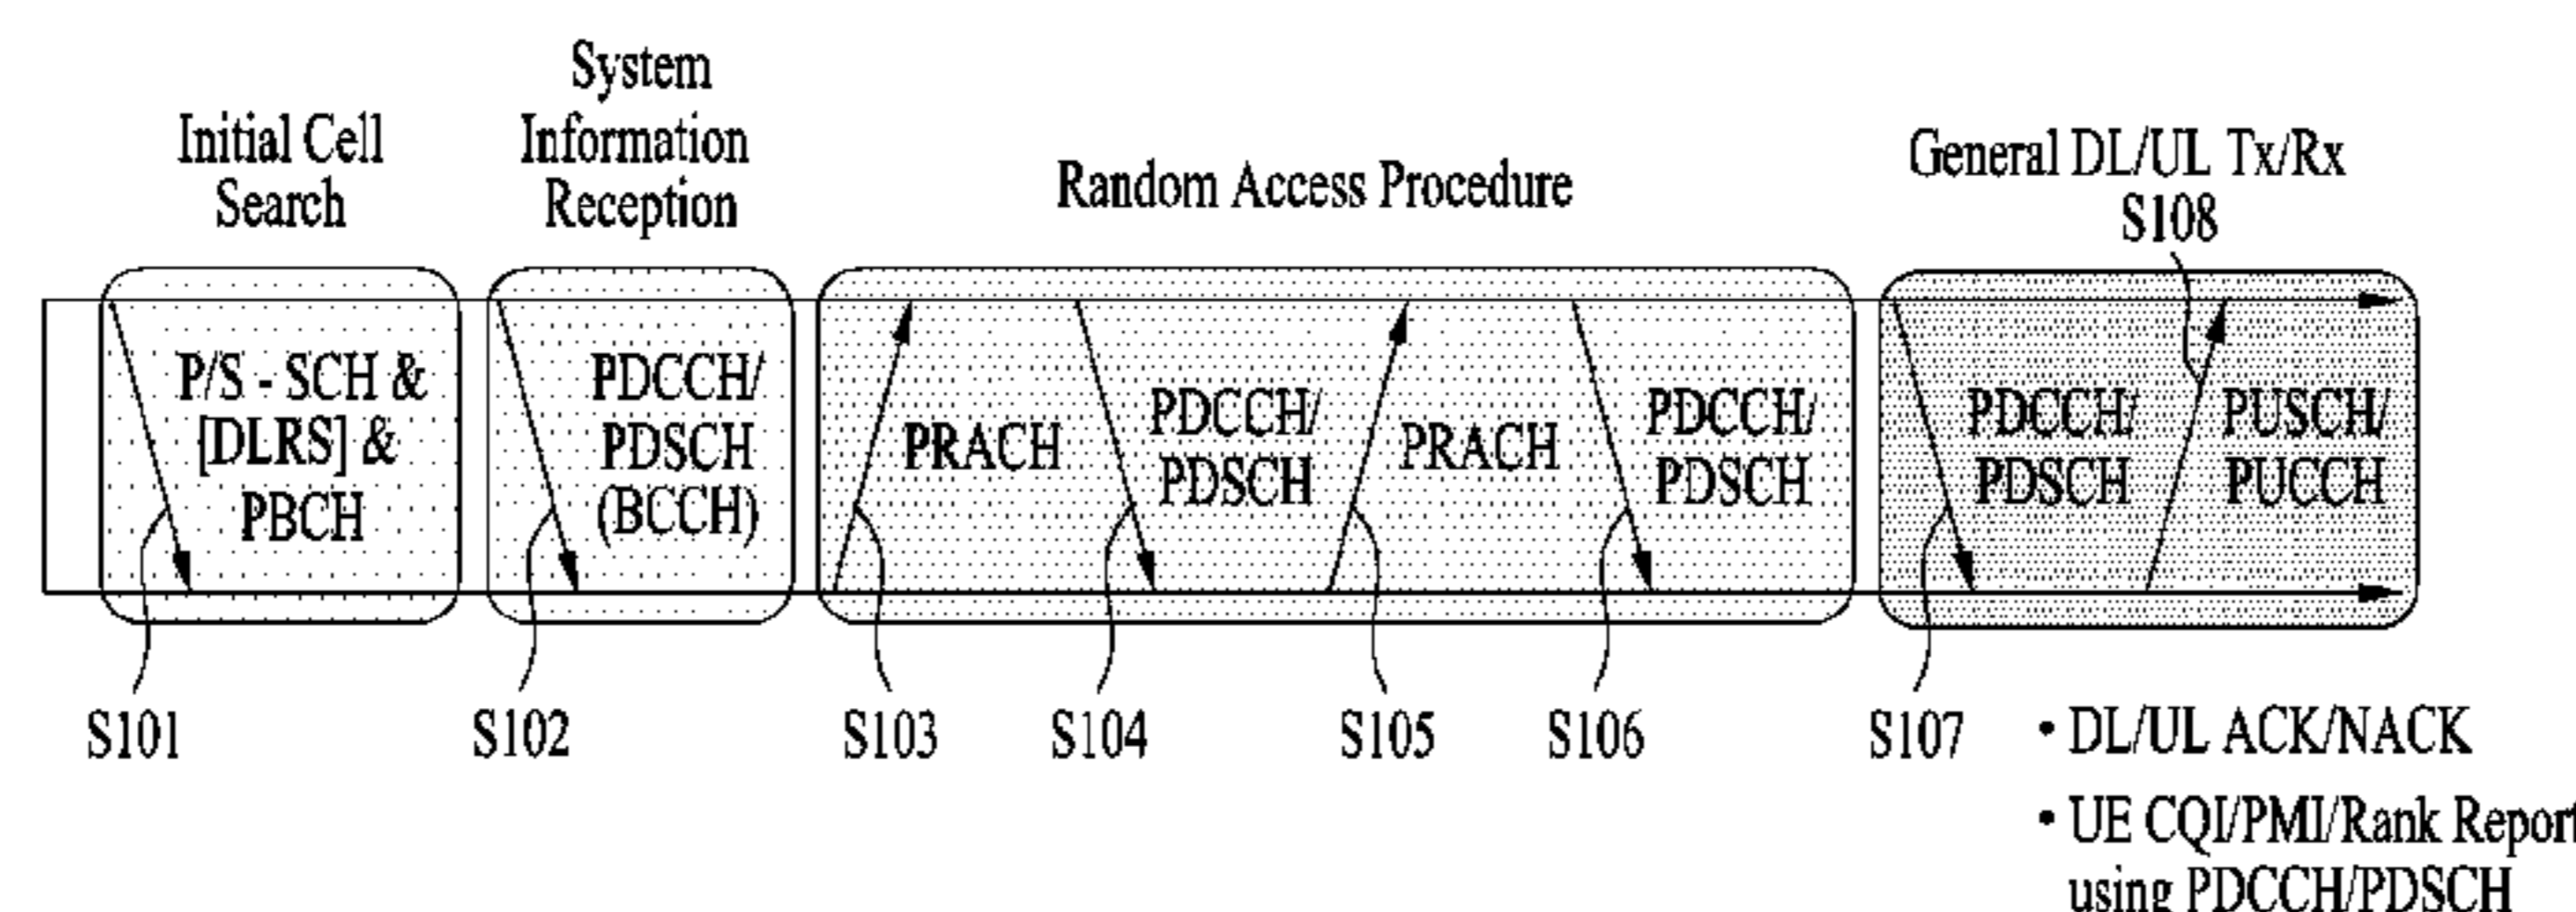 Initial Cell
Search
System
Information
Reception
Random Access Procedure
General DL/UL Tx/Rx
S108
P/S - SCH &
[DLRS] &
PBCH
PDCCH/
PDSCH
(BCCH)
PRACH
PDCCH/
PDSCH
PRACH
PDCCH/
PDSCH
PDCCH/
PDSCH
PUSCH/
PUCCH
S101
S102
S103
S104
S105
S106
S107
• DL/UL ACK/NACK
• UE CQI/PMI/Rank Report
using PDCCH/PDSCH